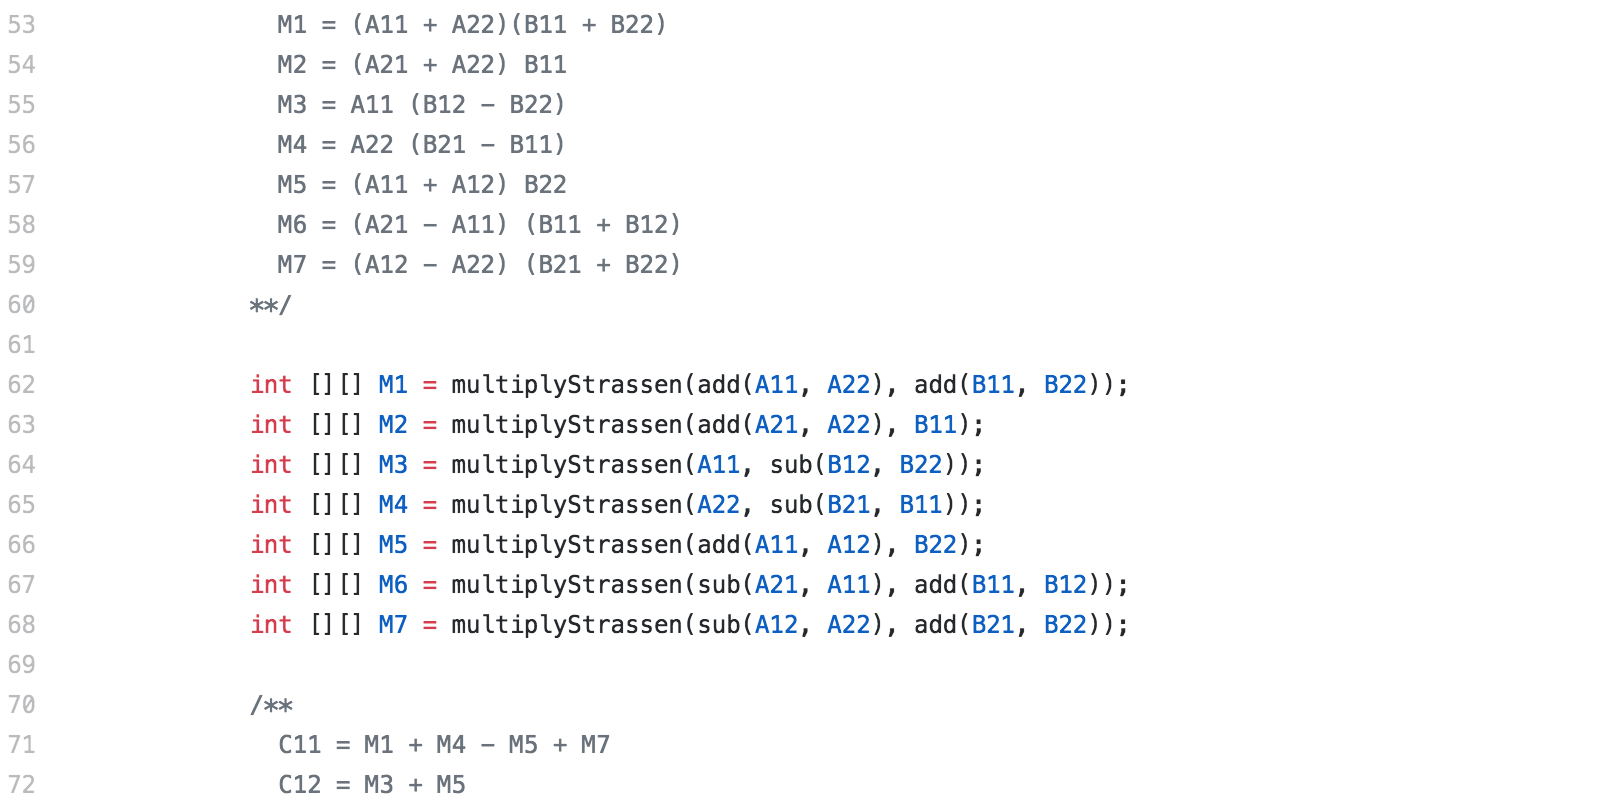 53 M1 = (A11 + A22)(B11 + B22)
54 M2 = (A21 + A22) B11
55 M3 = A11 (B12 - B22)
56 M4 = A22 (B21 - B11)
57 M5 = (A11 + A12) B22
58 M6 = (A21 - A11) (B11 + B12)
59 M7 = (A12 - A22) (B21 + B22)
60 **/
61
62 int [][] M1 = multiplyStrassen(add(A11, A22), add(B11, B22));
63 int [][] M2 = multiplyStrassen(add(A21, A22), B11);
64 int [][] M3 = multiplyStrassen(A11, sub(B12, B22));
65 int [][] M4 = multiplyStrassen(A22, sub(B21, B11));
66 int [][] M5 = multiplyStrassen(add(A11, A12), B22);
67 int [][] M6 = multiplyStrassen(sub(A21, A11), add(B11, B12));
68 int [][] M7 = multiplyStrassen(sub(A12, A22), add(B21, B22));
69
70 /**
71 C11 = M1 + M4 - M5 + M7
72 C12 = M3 + M5